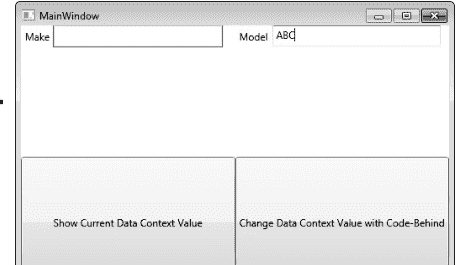 MainWindow
Make
Model ABC
Show Current Data Context Value
Change Data Context Value with Code-Behind